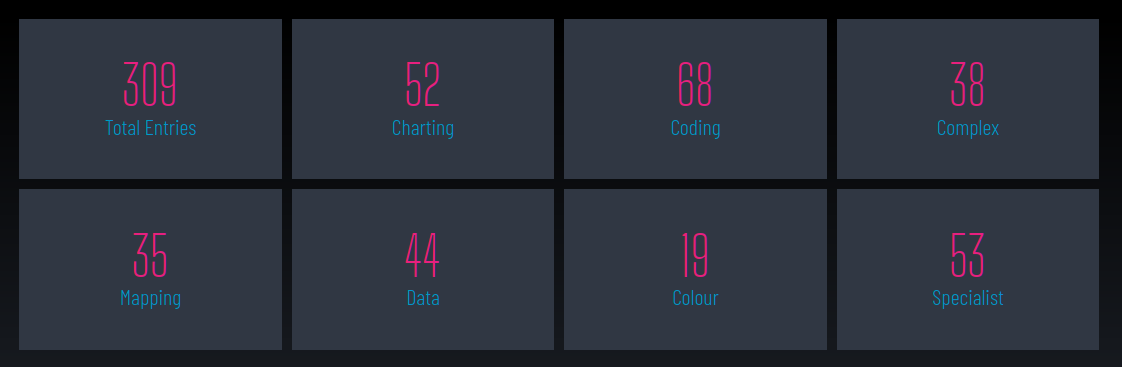 309
Total Entries
52
Charting
68
Coding
38
Complex
35
Mapping
44
Data
19
Colour
53
Specialist